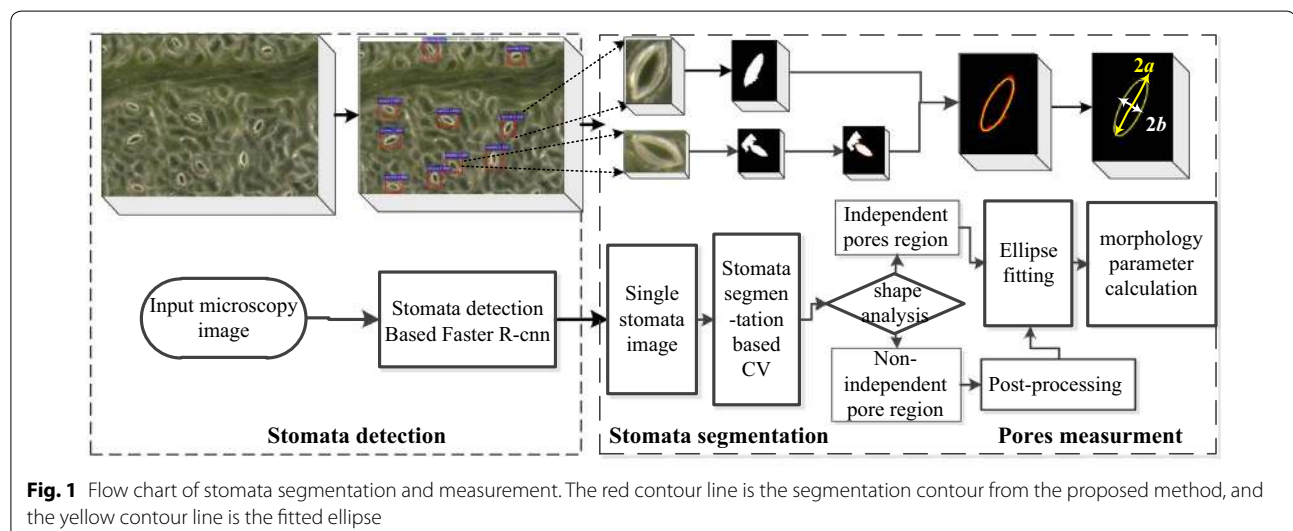 2a
2b
Input microscopy
image
Stomata detection
Based Faster R-cnn
Single
stomata
image
Stomata
segmen
-tation
based
CV
Independent
pores region
shape
analysis
Non-
independent
pore region
Post-processing
Ellipse
fitting
morphology
parameter
calculation
Stomata detection
Stomata segmentation
Pores measurment
Fig. 1 Flow chart of stomata segmentation and measurement. The red contour line is the segmentation contour from the proposed method, and
the yellow contour line is the fitted ellipse